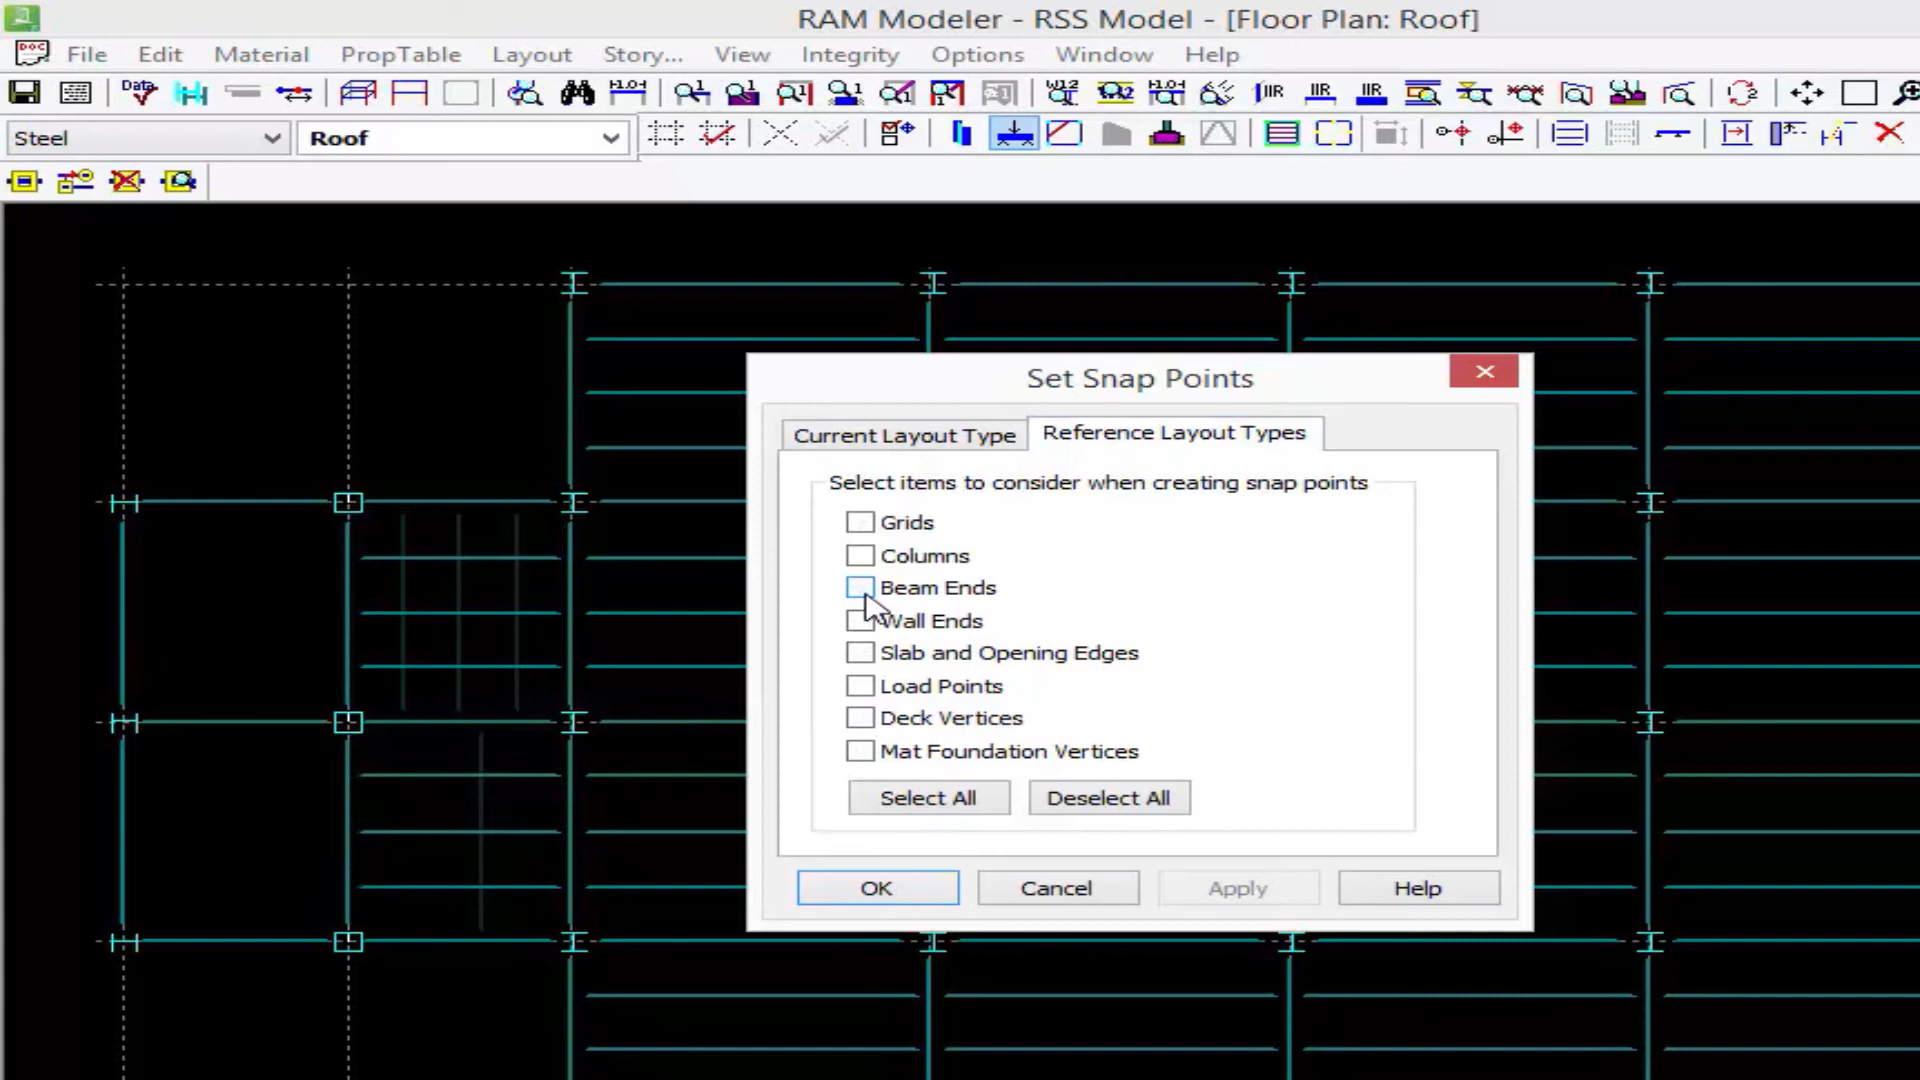 RAM Modeler - RSS Model - [Floor Plan: Roof]
DOC File Edit Material PropTable Layout Story... View Integrity Options Window Help
Data
Steel Roof
Set Snap Points
Current Layout Type Reference Layout Types
Select items to consider when creating snap points
Grids
Columns
Beam Ends
Wall Ends
Slab and Opening Edges
Load Points
Deck Vertices
Mat Foundation Vertices
Select All Deselect All
OK Cancel Apply Help